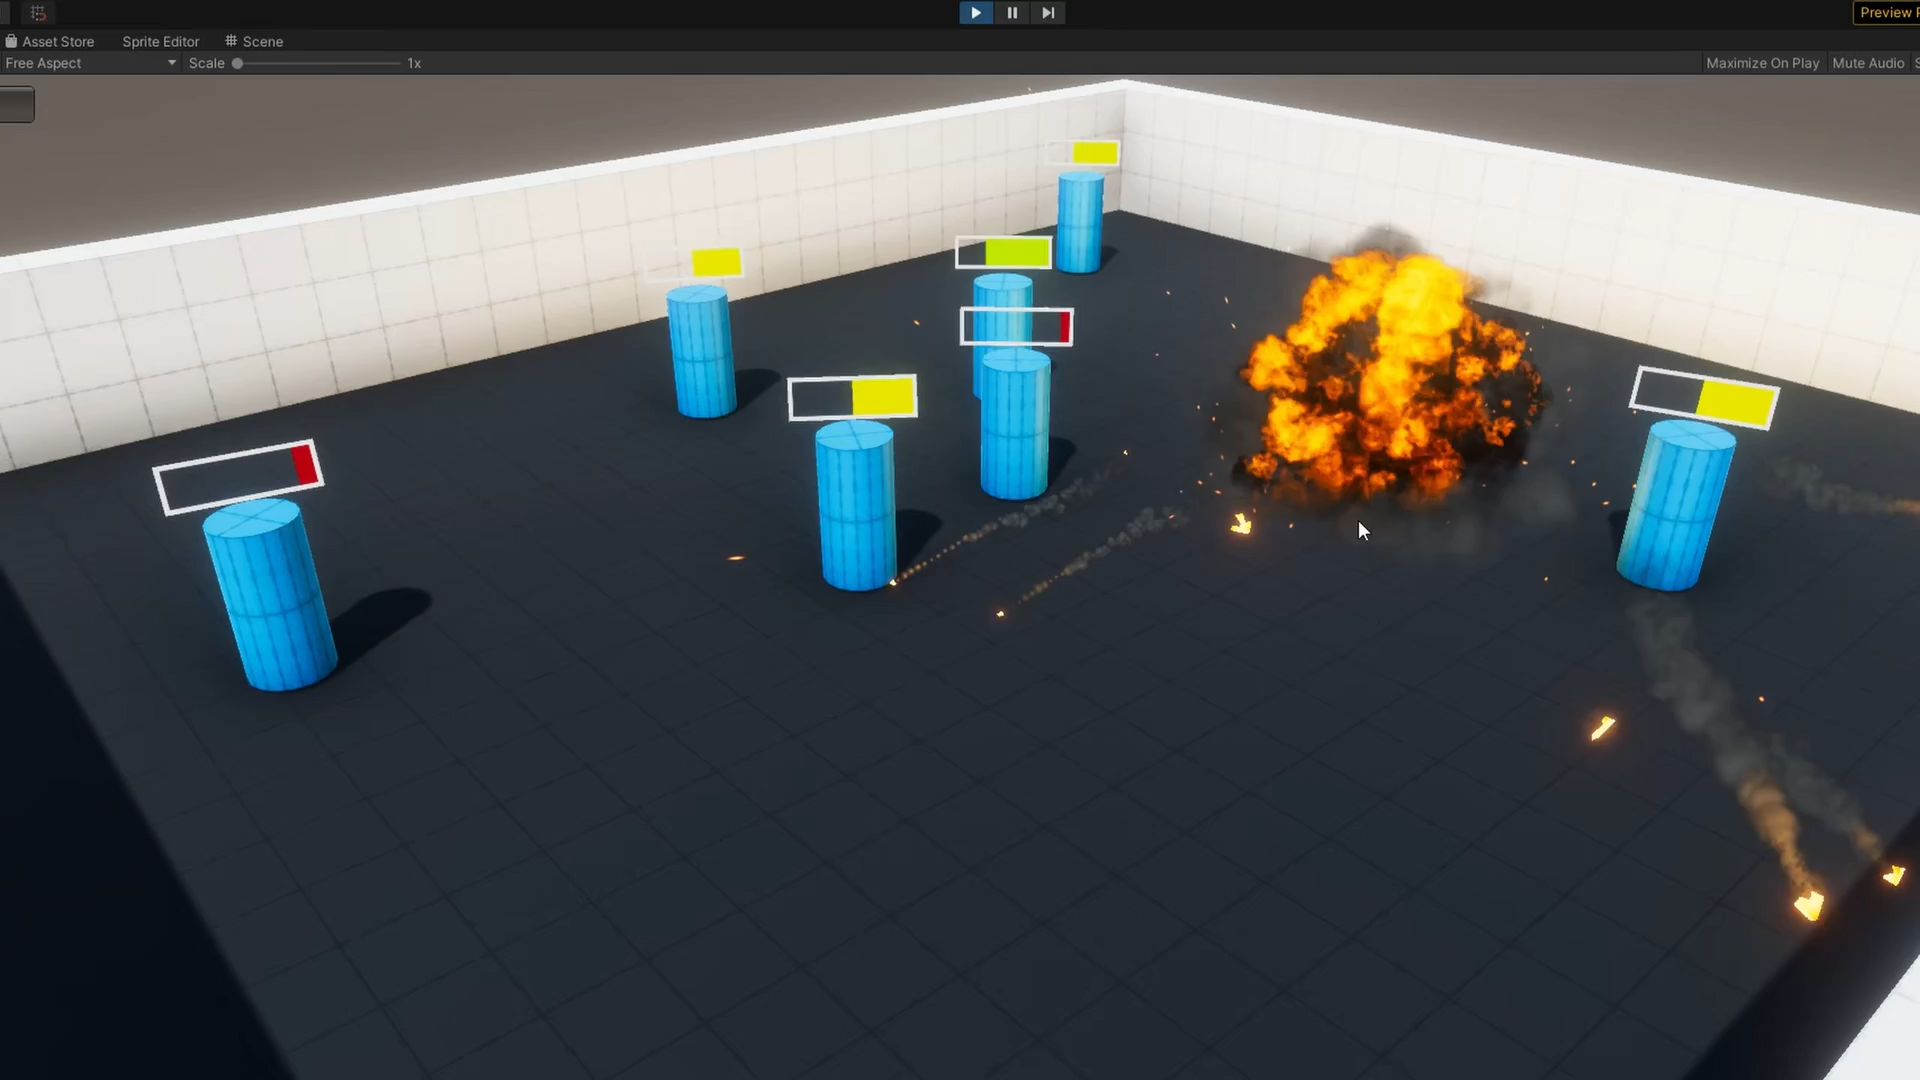 Preview
Asset Store Sprite Editor Scene
Free Aspect Scale 1x Maximize On Play Mute Audio